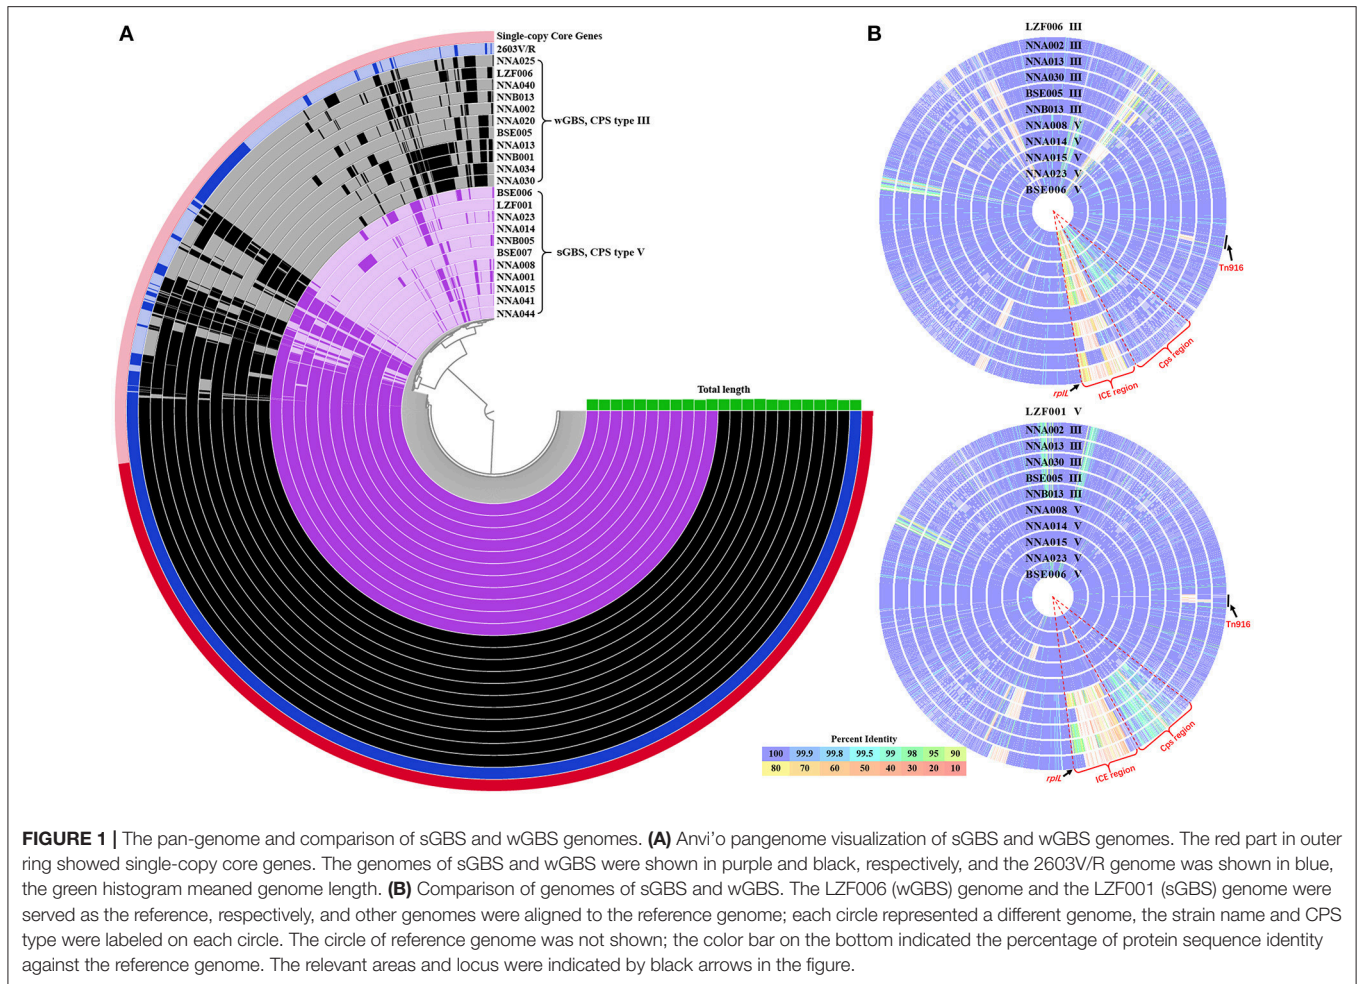 A
Single-copy Core Genes
2603V/R
NNA025
LZF006
NNA040
NNB013
NNA002
NNA020
BSE005
NNA013
NNB001
NNA034
NNA030
wGBS, CPS type III
BSE006
LZF001
NNA023
NNA014
NNB005
BSE007
NNA008
NNA001
NNA015
NNA041
NNA044
sGBS, CPS type V
Total length
B
LZF006 III
NNA002 III
NNA013 III
NNA030 III
BSE005 III
NNB013 III
NNA008 V
NNA014 V
NNA015 V
NNA023 V
BSE006 V
Tn916
Cps region
ICE region
rplL
LZF001 V
NNA002 III
NNA013 III
NNA030 III
BSE005 III
NNB013 III
NNA008 V
NNA014 V
NNA015 V
NNA023 V
BSE006 V
Tn916
Cps region
ICE region
rplL
Percent Identity
100 99.9 99.8 99.5 99 98 95 90
80 70 60 50 40 30 20 10
FIGURE 1 | The pan-genome and comparison of sGBS and wGBS genomes. (A) Anvi'o pangenome visualization of sGBS and wGBS genomes. The red part in outer
ring showed single-copy core genes. The genomes of sGBS and wGBS were shown in purple and black, respectively, and the 2603V/R genome was shown in blue,
the green histogram meaned genome length. (B) Comparison of genomes of sGBS and wGBS. The LZF006 (wGBS) genome and the LZF001 (sGBS) genome were
served as the reference, respectively, and other genomes were aligned to the reference genome; each circle represented a different genome, the strain name and CPS
type were labeled on each circle. The circle of reference genome was not shown; the color bar on the bottom indicated the percentage of protein sequence identity
against the reference genome. The relevant areas and locus were indicated by black arrows in the figure.